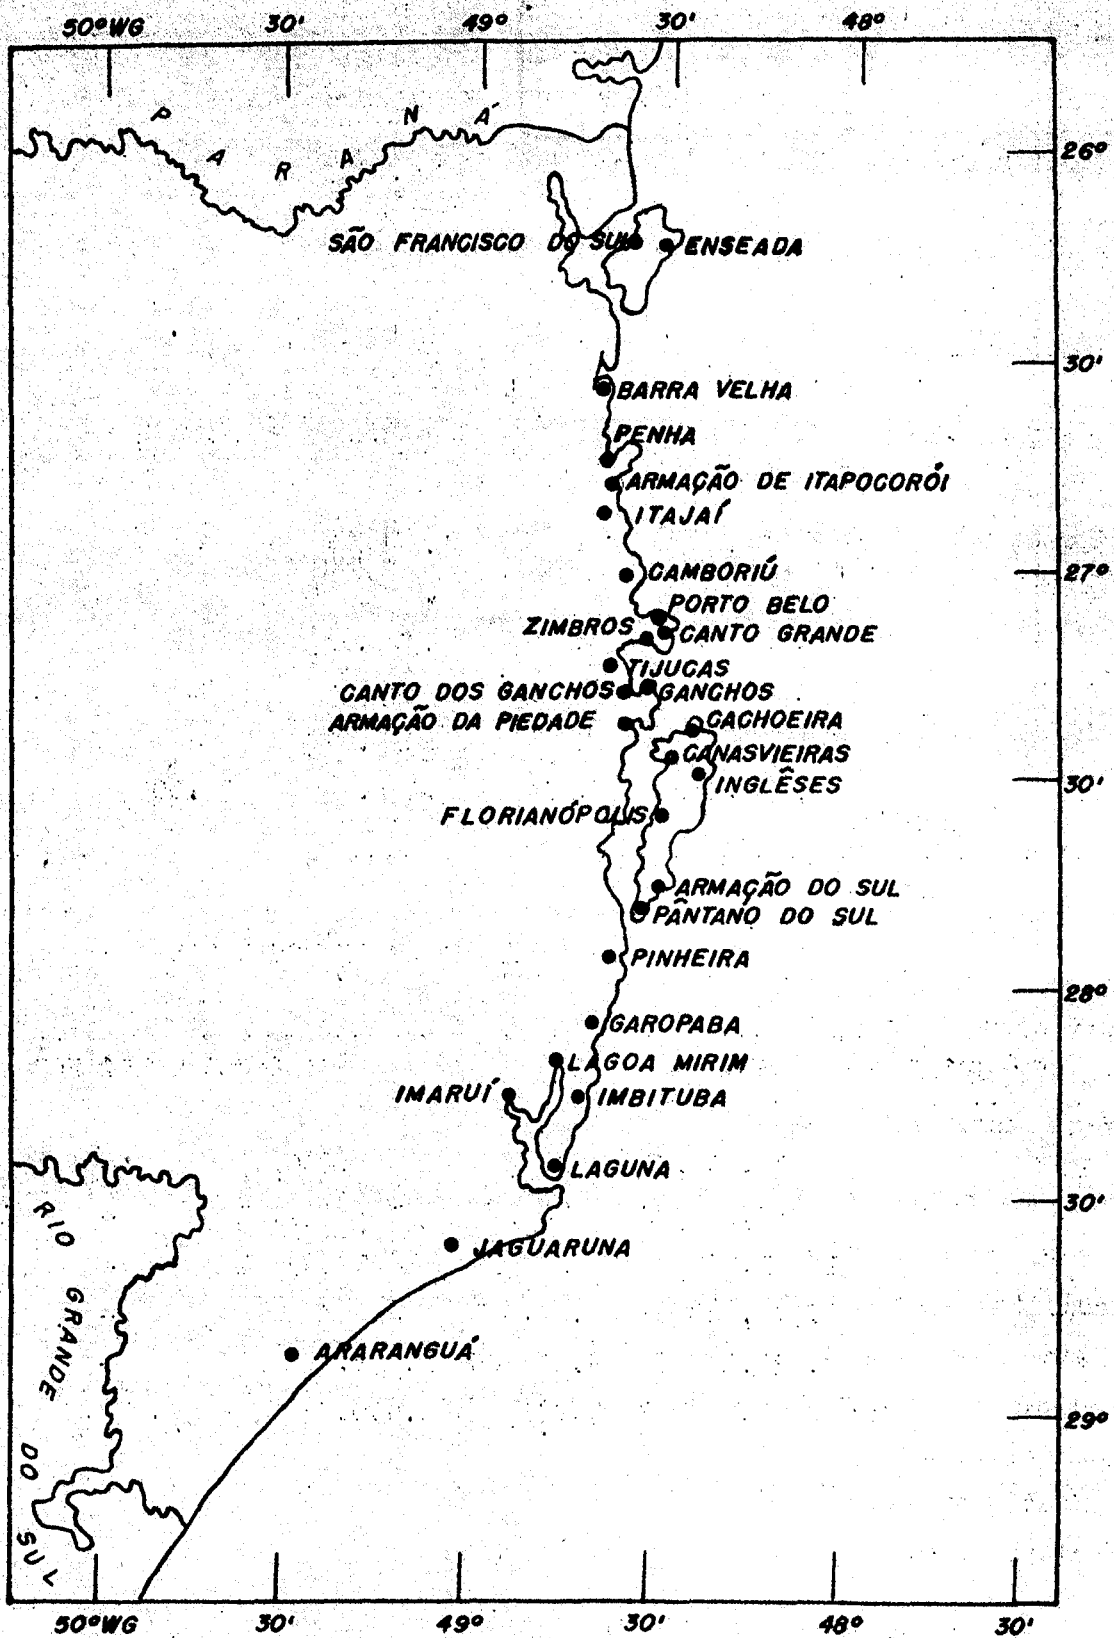 50°WG 30' 49° 30' 48°
PARANÁ
26°
SÃO FRANCISCO DO SUL
ENSEADA
30'
BARRA VELHA
PENHA
ARMAÇÃO DE ITAPOCORÓI
ITAJAÍ
27°
CAMBORIÚ
PORTO BELO
ZIMBROS
CANTO GRANDE
TIJUCAS
CANTO DOS GANCHOS
GANCHOS
ARMAÇÃO DA PIEDADE
CACHOEIRA
CANASVIEIRAS
30'
INGLÊSES
FLORIANÓPOLIS
ARMAÇÃO DO SUL
PÂNTANO DO SUL
PINHEIRA
28°
GAROPABA
LAGOA MIRIM
IMARUÍ
IMBITUBA
LAGUNA
30'
RIO GRANDE DO SUL
JAGUARUNA
ARARANGUÁ
29°
50°WG 30' 49° 30' 48° 30'